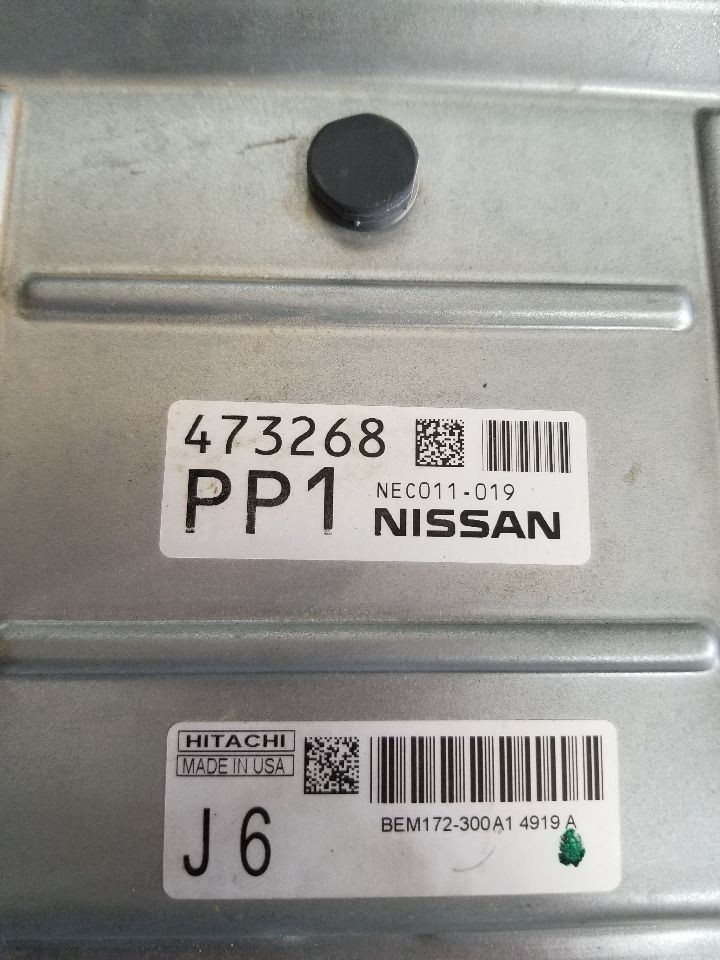 473268
PP1
NEC011-019
NISSAN
HITACHI
MADE IN USA
J6
BEM172-300A1 4919 A